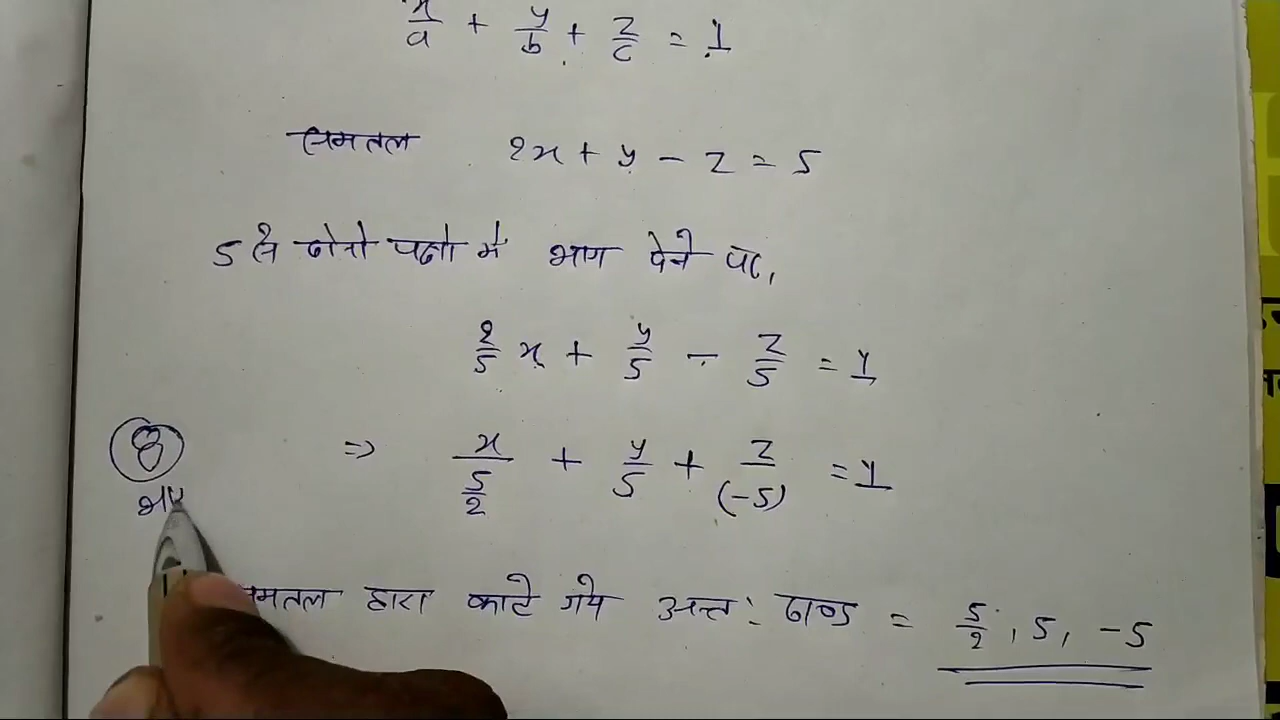 x/a + y/b + z/c = 1
समतल 2x + y - z = 5
5 से दोनो पक्षो मे भाग देने पर,
2/5 x + y/5 - z/5 = 1
⇒ x/(5/2) + y/5 + z/(-5) = 1
8
समतल द्वारा काटे गये अन्त: खण्ड = 5/2, 5, -5